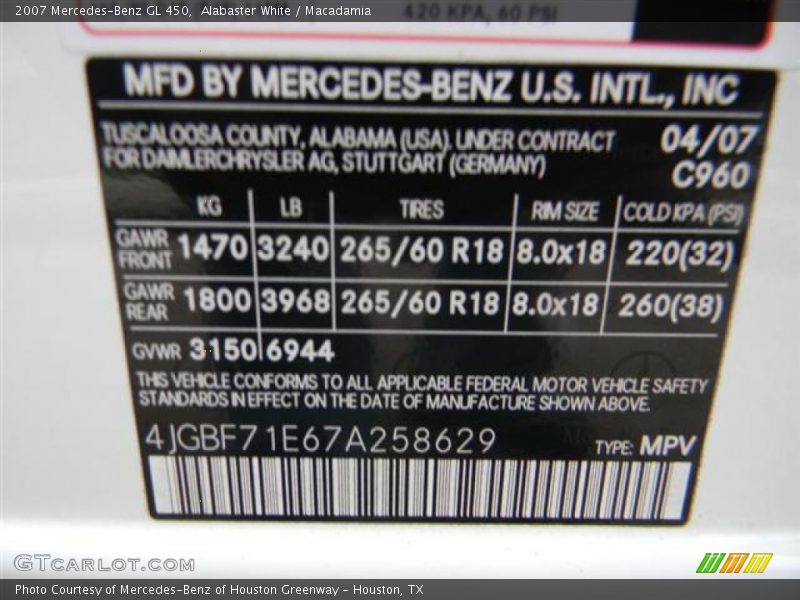 2007 Mercedes-Benz GL 450, Alabaster White / Macadamia
420 KPA, 60 PSI
MFD BY MERCEDES-BENZ U.S. INTL., INC
TUSCALOOSA COUNTY, ALABAMA (USA). UNDER CONTRACT 04/07
FOR DAIMLERCHRYSLER AG, STUTTGART (GERMANY) C960
KG LB TIRES RIM SIZE COLD KPA (PSI)
GAWR FRONT 1470 3240 265/60 R18 8.0x18 220(32)
GAWR REAR 1800 3968 265/60 R18 8.0x18 260(38)
GVWR 3150 6944
THIS VEHICLE CONFORMS TO ALL APPLICABLE FEDERAL MOTOR VEHICLE SAFETY
STANDARDS IN EFFECT ON THE DATE OF MANUFACTURE SHOWN ABOVE.
4JGBF71E67A258629 TYPE: MPV
GTCARLOT.COM
Photo Courtesy of Mercedes-Benz of Houston Greenway - Houston, TX